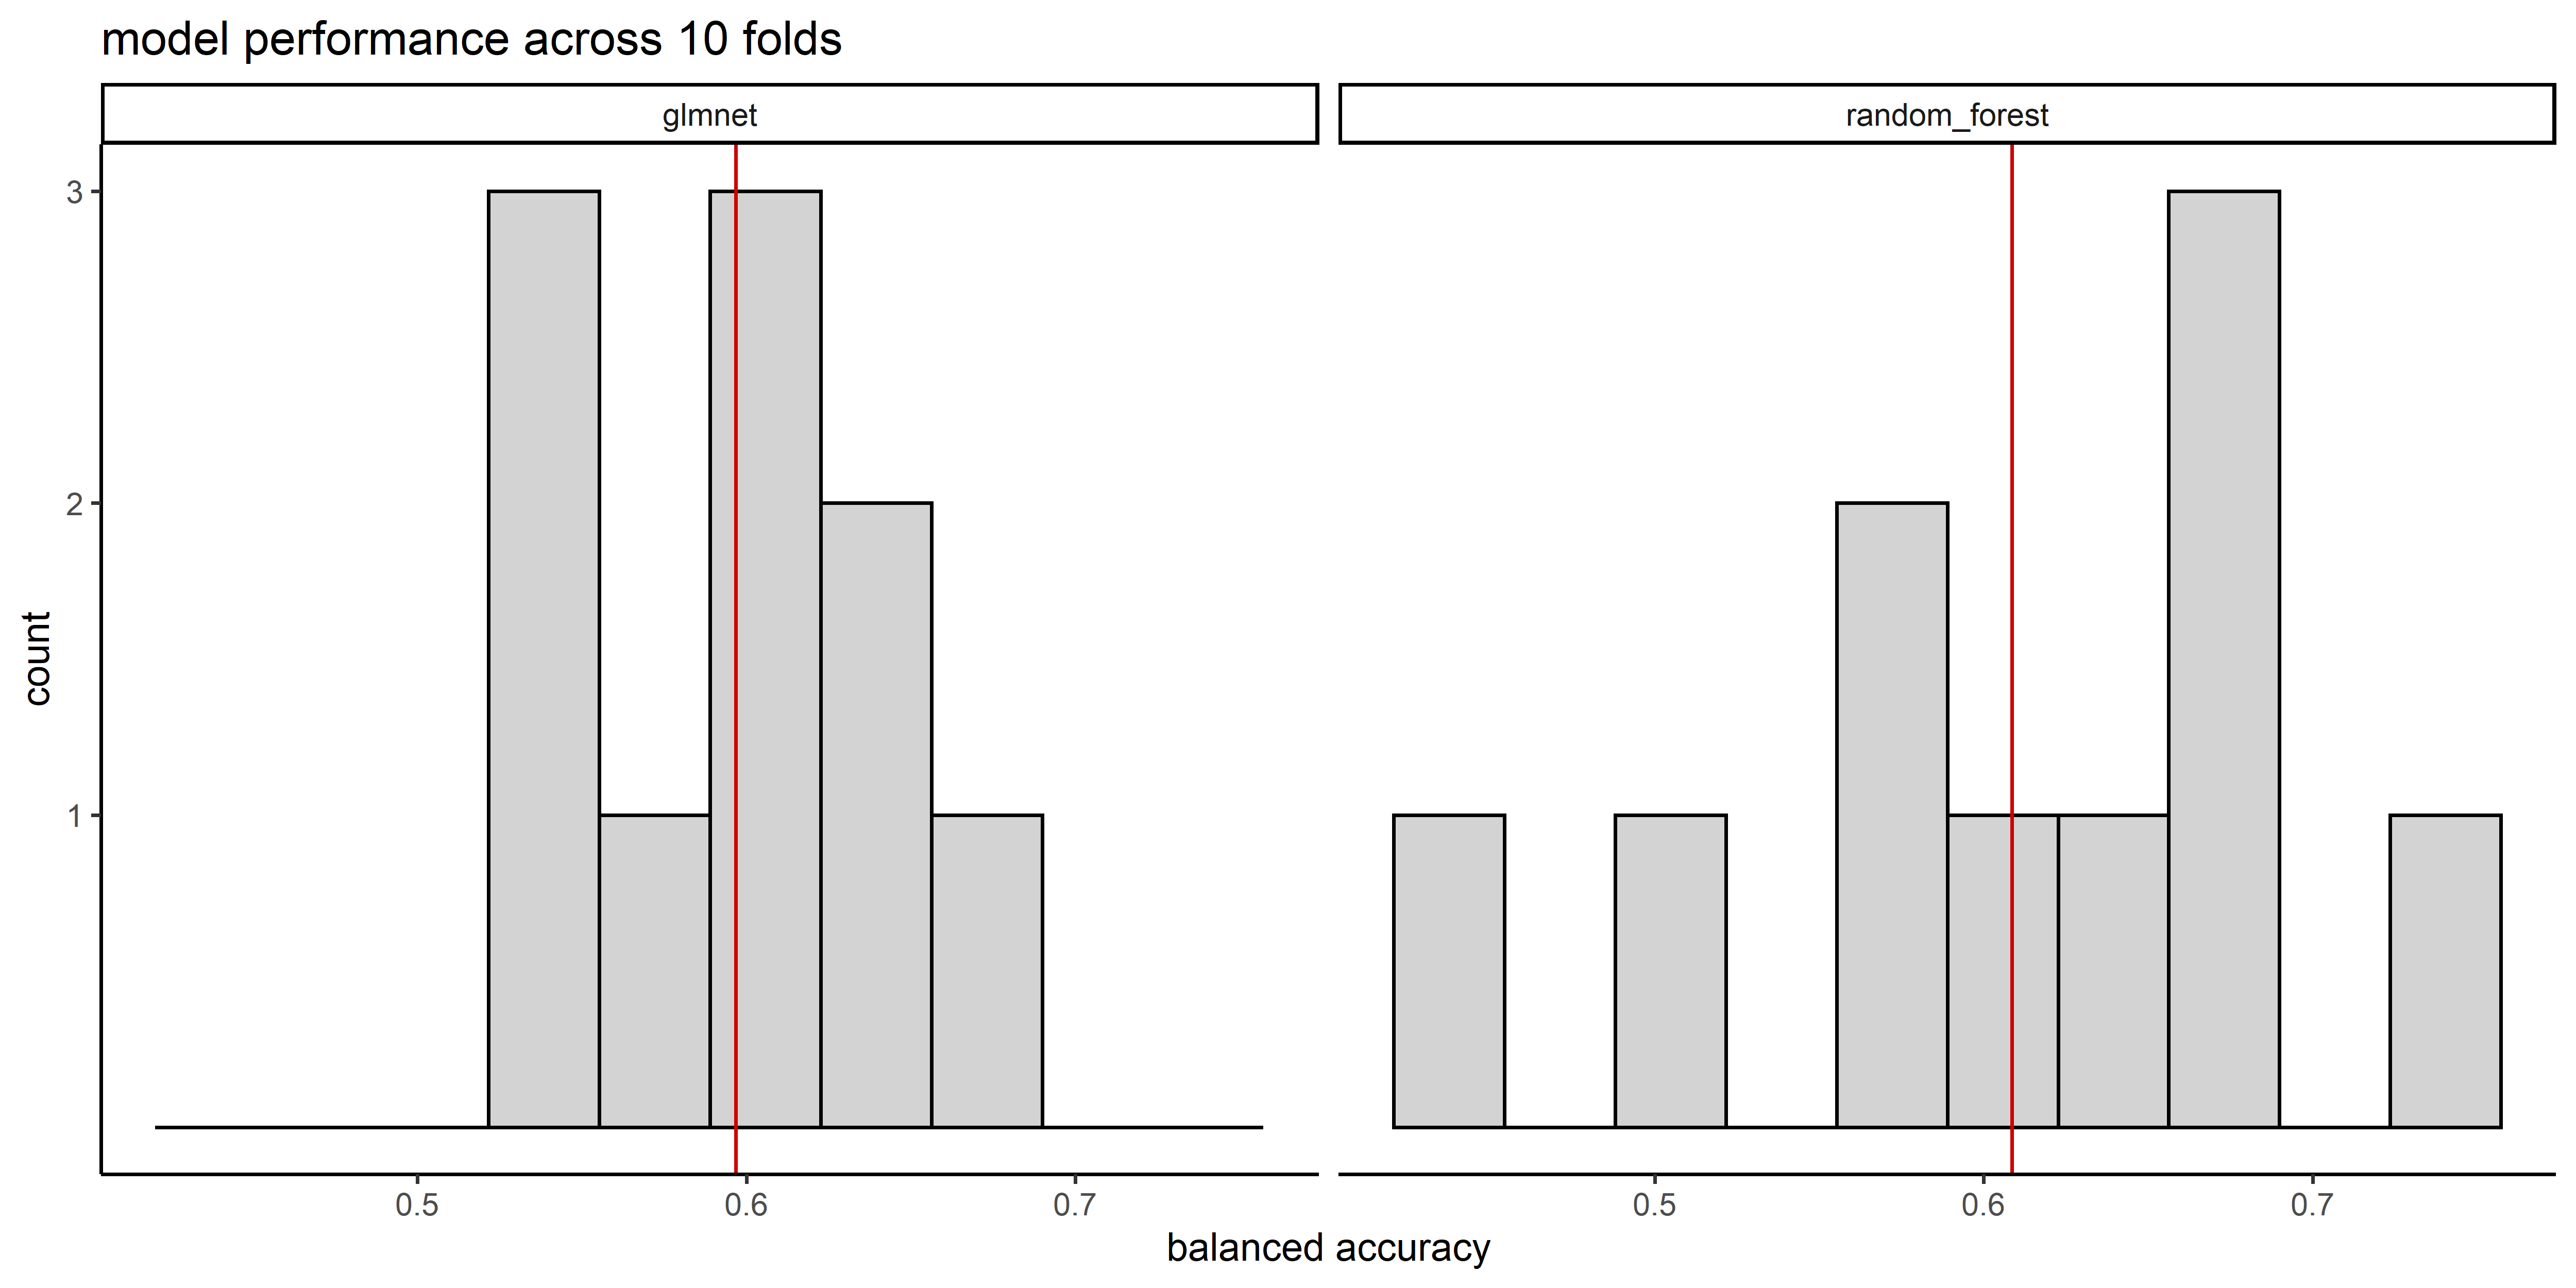 model performance across 10 folds
glmnet
random_forest
3
2
1
count
0.5 0.6 0.7
0.5 0.6 0.7
balanced accuracy